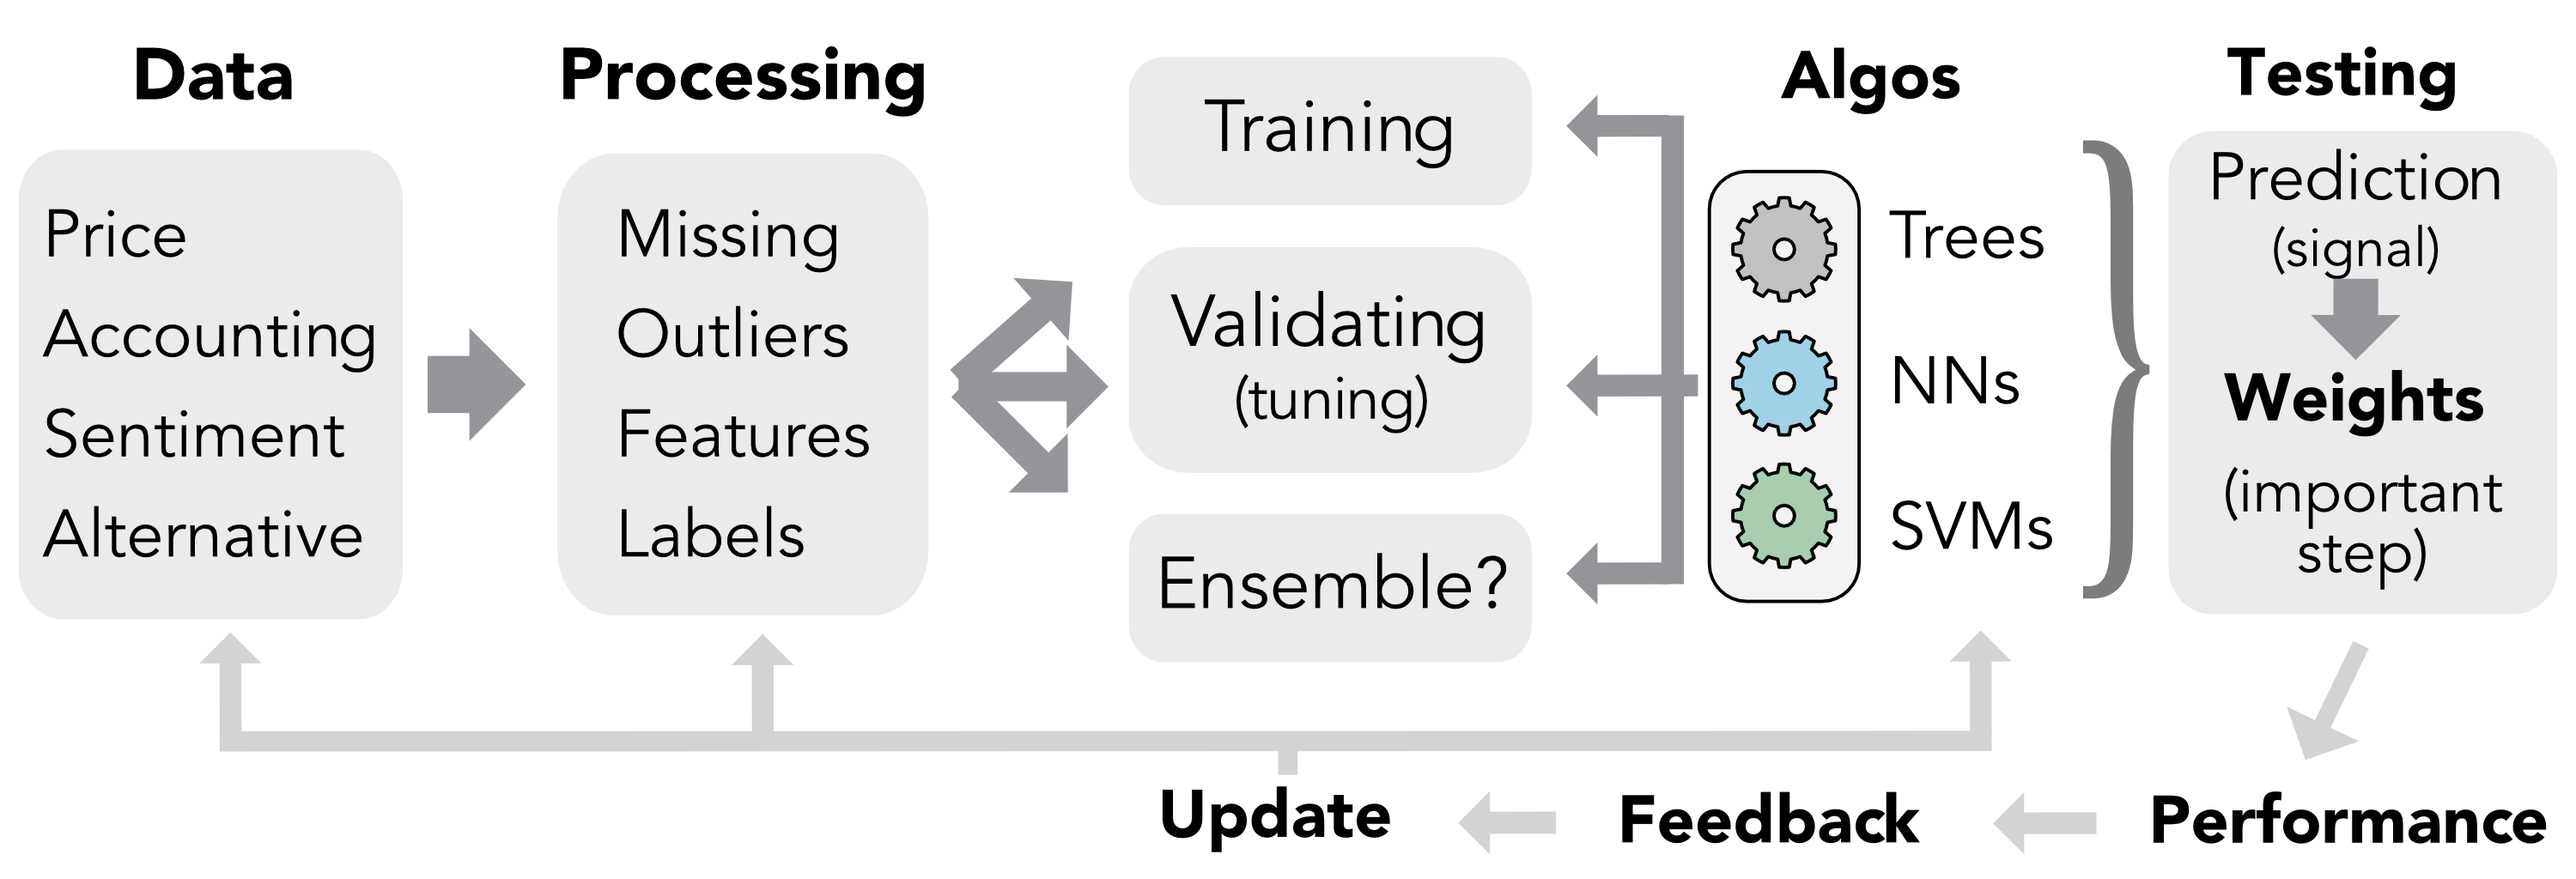 Data
Price
Accounting
Sentiment
Alternative
Processing
Missing
Outliers
Features
Labels
Training
Validating
(tuning)
Ensemble?
Algos
Trees
NNs
SVMs
Testing
Prediction
(signal)
Weights
(important
step)
Update
Feedback
Performance